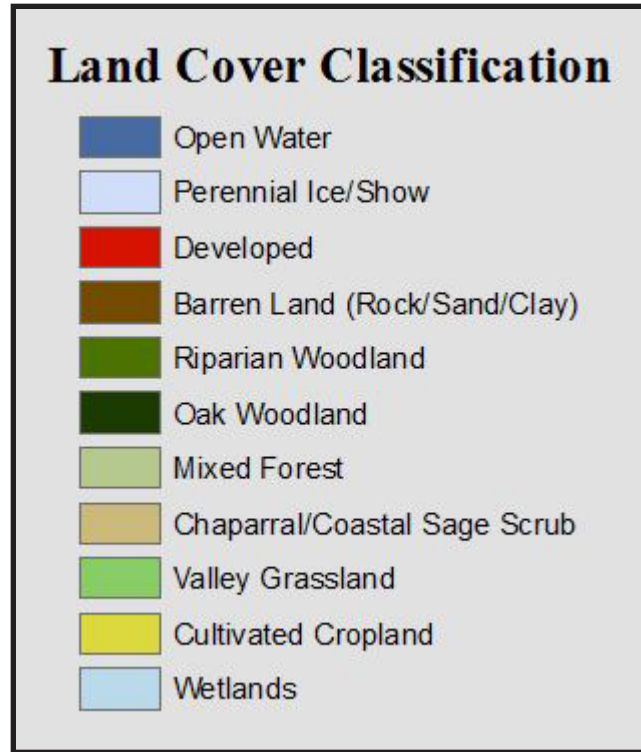 Land Cover Classification
Open Water
Perennial Ice/Show
Developed
Barren Land (Rock/Sand/Clay)
Riparian Woodland
Oak Woodland
Mixed Forest
Chaparral/Coastal Sage Scrub
Valley Grassland
Cultivated Cropland
Wetlands